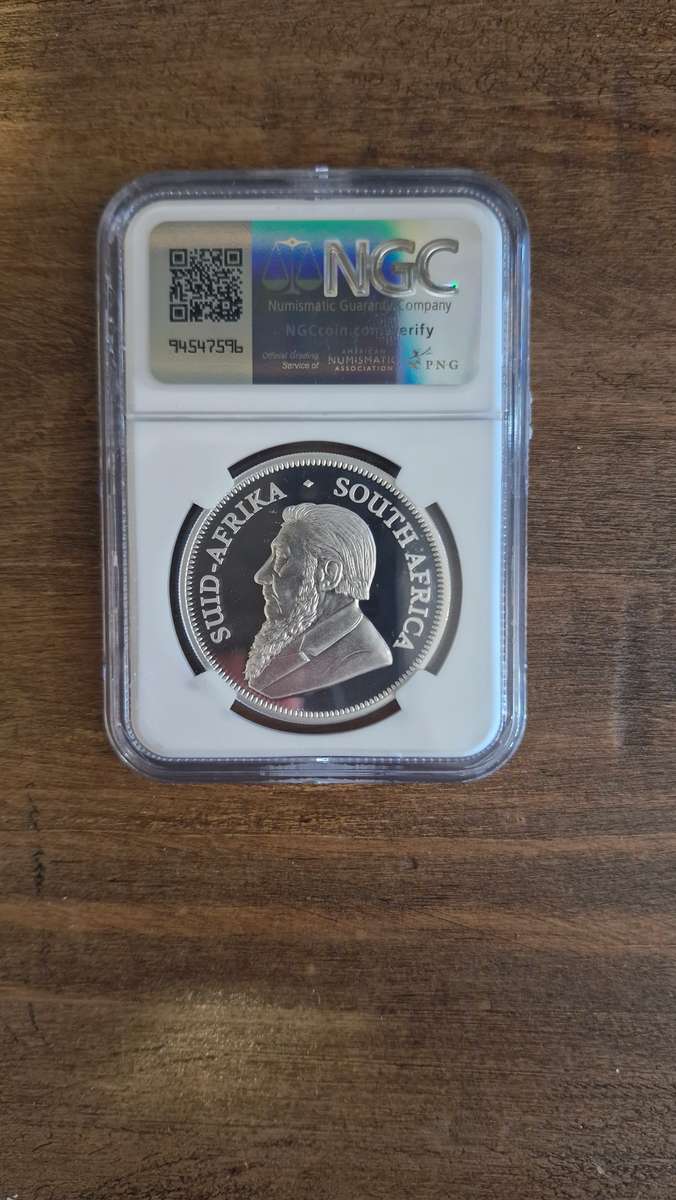 NGC
Numismatic Guaranty Company
NGCcoin.com/verify
94547596
Official Grading
Service of
AMERICAN
NUMISMATIC
ASSOCIATION
PNG
SUID-AFRIKA • SOUTH AFRICA